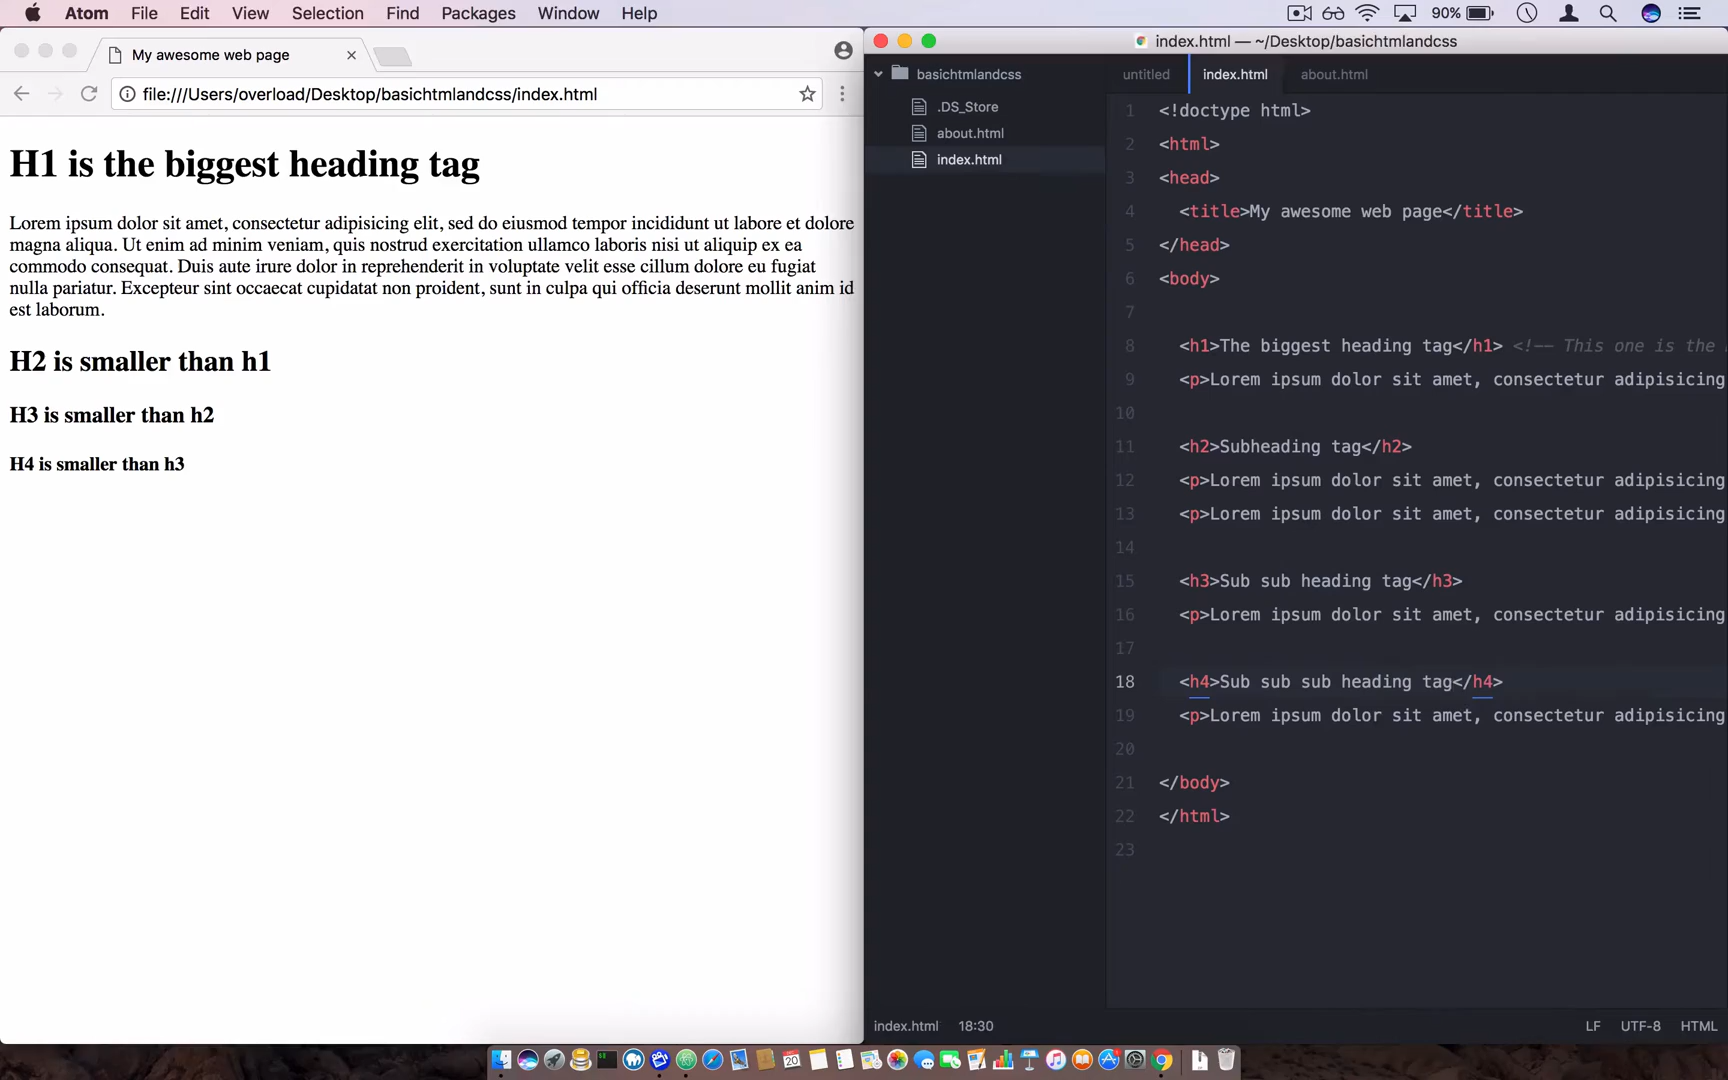 Atom File Edit View Selection Find Packages Window Help 90%
My awesome web page
file:///Users/overload/Desktop/basichtmlandcss/index.html
H1 is the biggest heading tag
Lorem ipsum dolor sit amet, consectetur adipisicing elit, sed do eiusmod tempor incididunt ut labore et dolore
magna aliqua. Ut enim ad minim veniam, quis nostrud exercitation ullamco laboris nisi ut aliquip ex ea
commodo consequat. Duis aute irure dolor in reprehenderit in voluptate velit esse cillum dolore eu fugiat
nulla pariatur. Excepteur sint occaecat cupidatat non proident, sunt in culpa qui officia deserunt mollit anim id
est laborum.
H2 is smaller than h1
H3 is smaller than h2
H4 is smaller than h3
index.html — ~/Desktop/basichtmlandcss
basichtmlandcss
.DS_Store
about.html
index.html
untitled index.html about.html
1 <!doctype html>
2 <html>
3 <head>
4 <title>My awesome web page</title>
5 </head>
6 <body>
7
8 <h1>The biggest heading tag</h1> <!-- This one is the
9 <p>Lorem ipsum dolor sit amet, consectetur adipisicing
10
11 <h2>Subheading tag</h2>
12 <p>Lorem ipsum dolor sit amet, consectetur adipisicing
13 <p>Lorem ipsum dolor sit amet, consectetur adipisicing
14
15 <h3>Sub sub heading tag</h3>
16 <p>Lorem ipsum dolor sit amet, consectetur adipisicing
17
18 <h4>Sub sub sub heading tag</h4>
19 <p>Lorem ipsum dolor sit amet, consectetur adipisicing
20
21 </body>
22 </html>
23
index.html 18:30 LF UTF-8 HTML
20